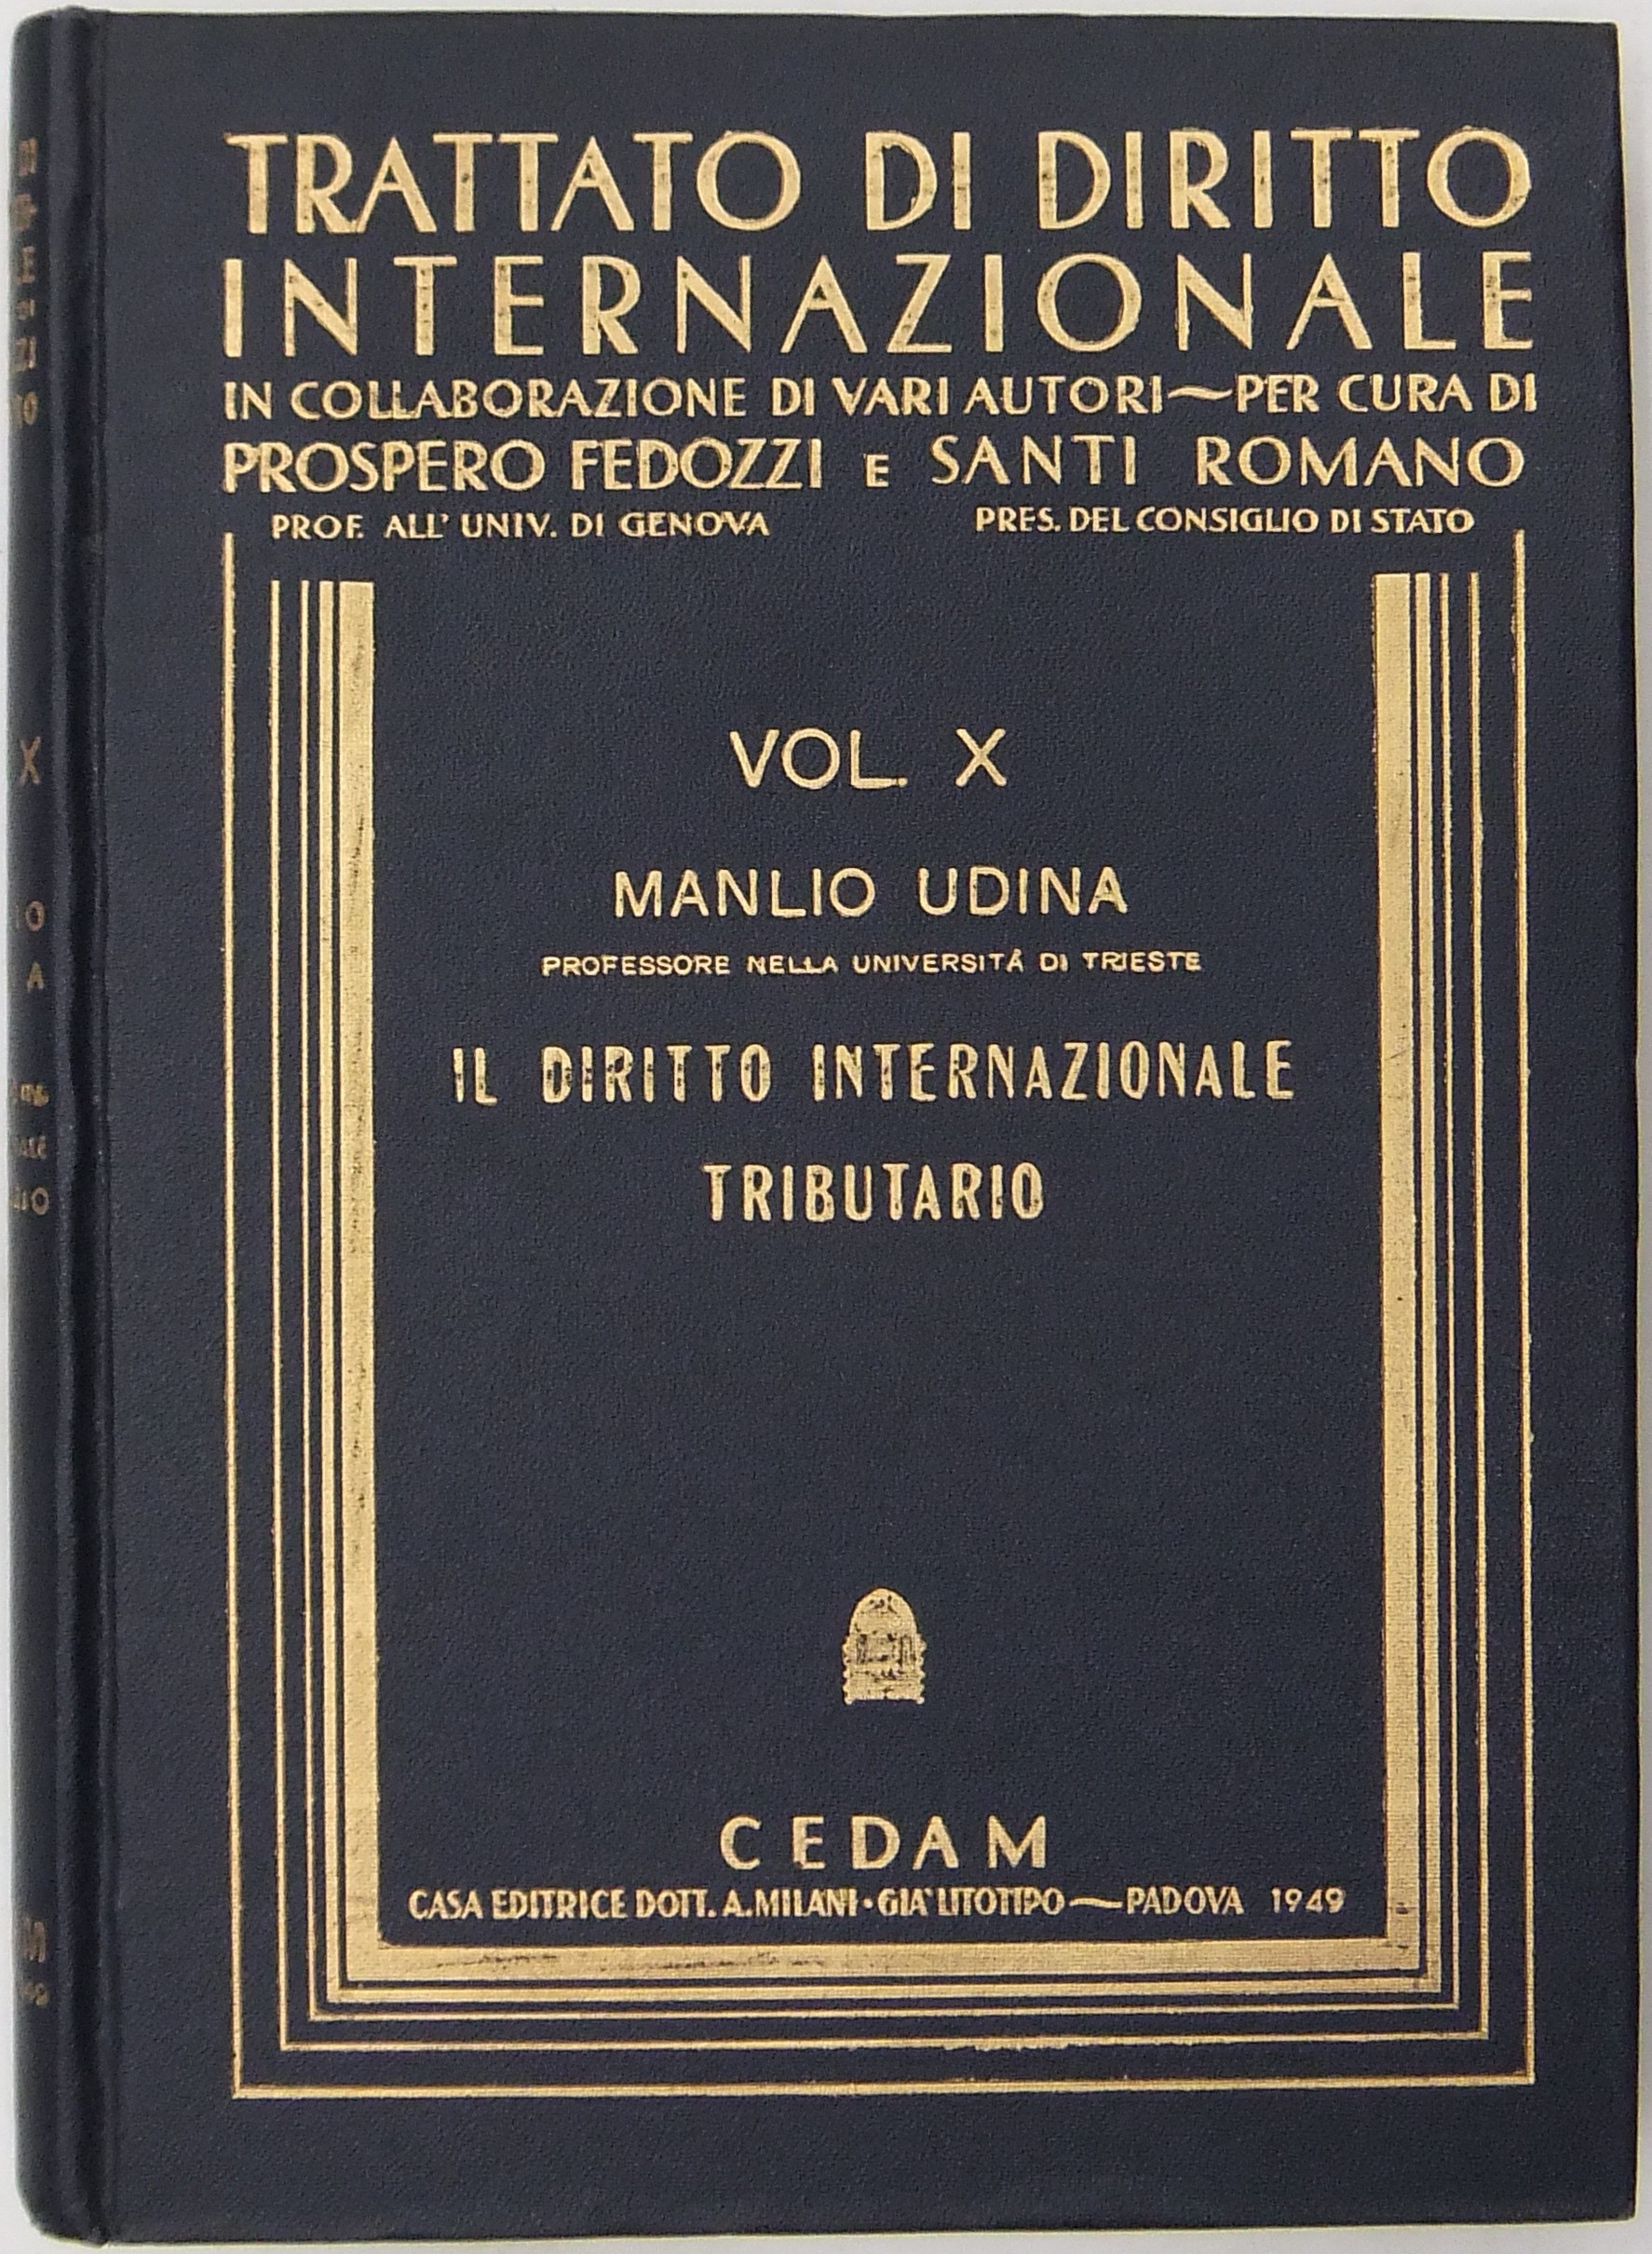 TRATTATO DI DIRITTO
INTERNAZIONALE
IN COLLABORAZIONE DI VARI AUTORI~PER CURA DI
PROSPERO FEDOZZI E SANTI ROMANO
PROF. ALL' UNIV. DI GENOVA PRES. DEL CONSIGLIO DI STATO
VOL. X
MANLIO UDINA
PROFESSORE NELLA UNIVERSITÀ DI TRIESTE
IL DIRITTO INTERNAZIONALE
TRIBUTARIO
CEDAM
CASA EDITRICE DOTT. A. MILANI · GIA' LITOTIPO~PADOVA 1949
X